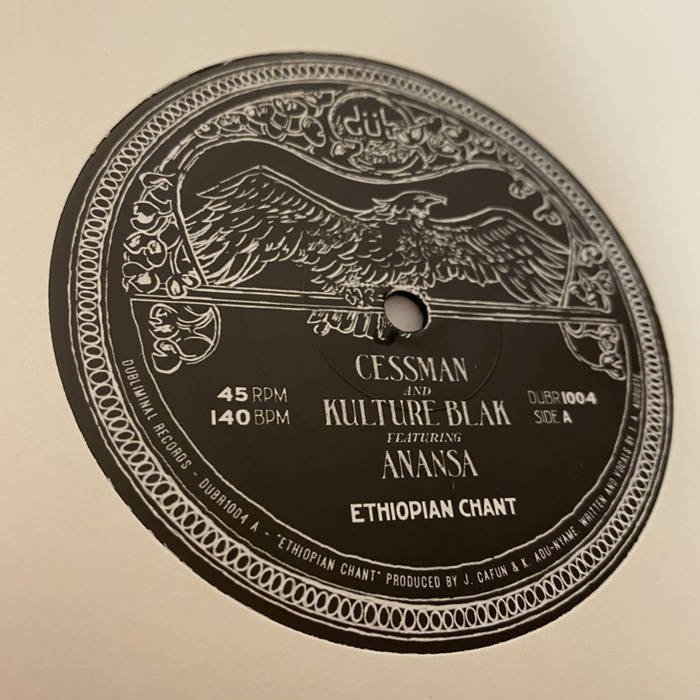 düb
CESSMAN
AND
KULTURE BLAK
FEATURING
ANANSA
ETHIOPIAN CHANT
45 RPM
140 BPM
DUBR1004
SIDE A
DUBLIMINAL RECORDS - DUBR1004 A - "ETHIOPIAN CHANT" PRODUCED BY J. CAFUN & K. ADU-NYAME. WRITTEN AND VOCALS BY